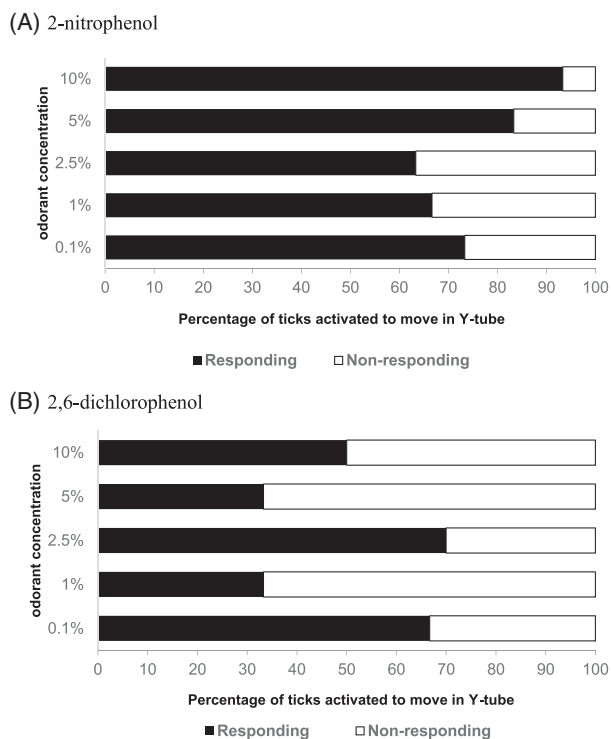 (A) 2-nitrophenol
odorant concentration
10%
5%
2.5%
1%
0.1%
0 10 20 30 40 50 60 70 80 90 100
Percentage of ticks activated to move in Y-tube
Responding Non-responding
(B) 2,6-dichlorophenol
odorant concentration
10%
5%
2.5%
1%
0.1%
0 10 20 30 40 50 60 70 80 90 100
Percentage of ticks activated to move in Y-tube
Responding Non-responding